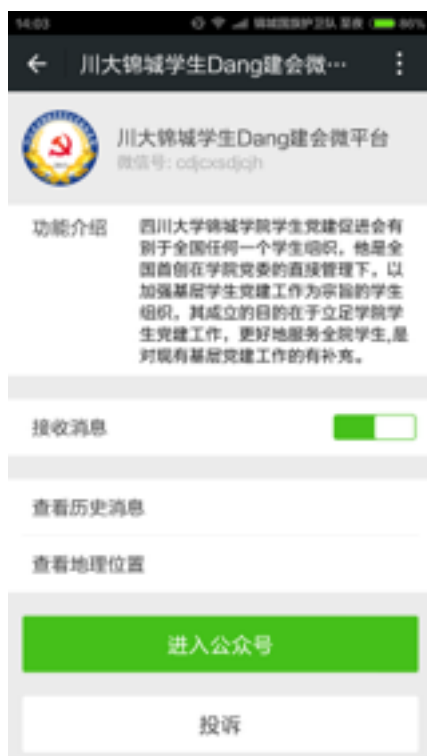 14:03
86%
川大锦城学生Dang建会微…
川大锦城学生Dang建会微平台
微信号: cdjcxsdjcjh
功能介绍
四川大学锦城学院学生党建促进会有
别于全国任何一个学生组织，他是全
国首创在学院党委的直接管理下，以
加强基层学生党建工作为宗旨的学生
组织，其成立的目的在于立足学院学
生党建工作，更好地服务全院学生,是
对现有基层党建工作的有补充。
接收消息
查看历史消息
查看地理位置
进入公众号
投诉